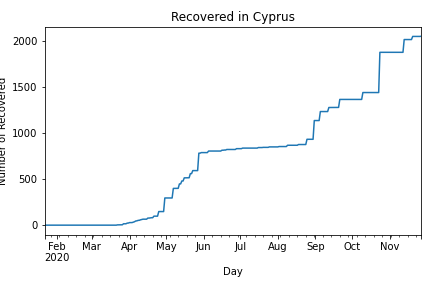 Recovered in Cyprus
Number of Recovered
2000
1500
1000
500
0
Feb Mar Apr May Jun Jul Aug Sep Oct Nov
2020
Day